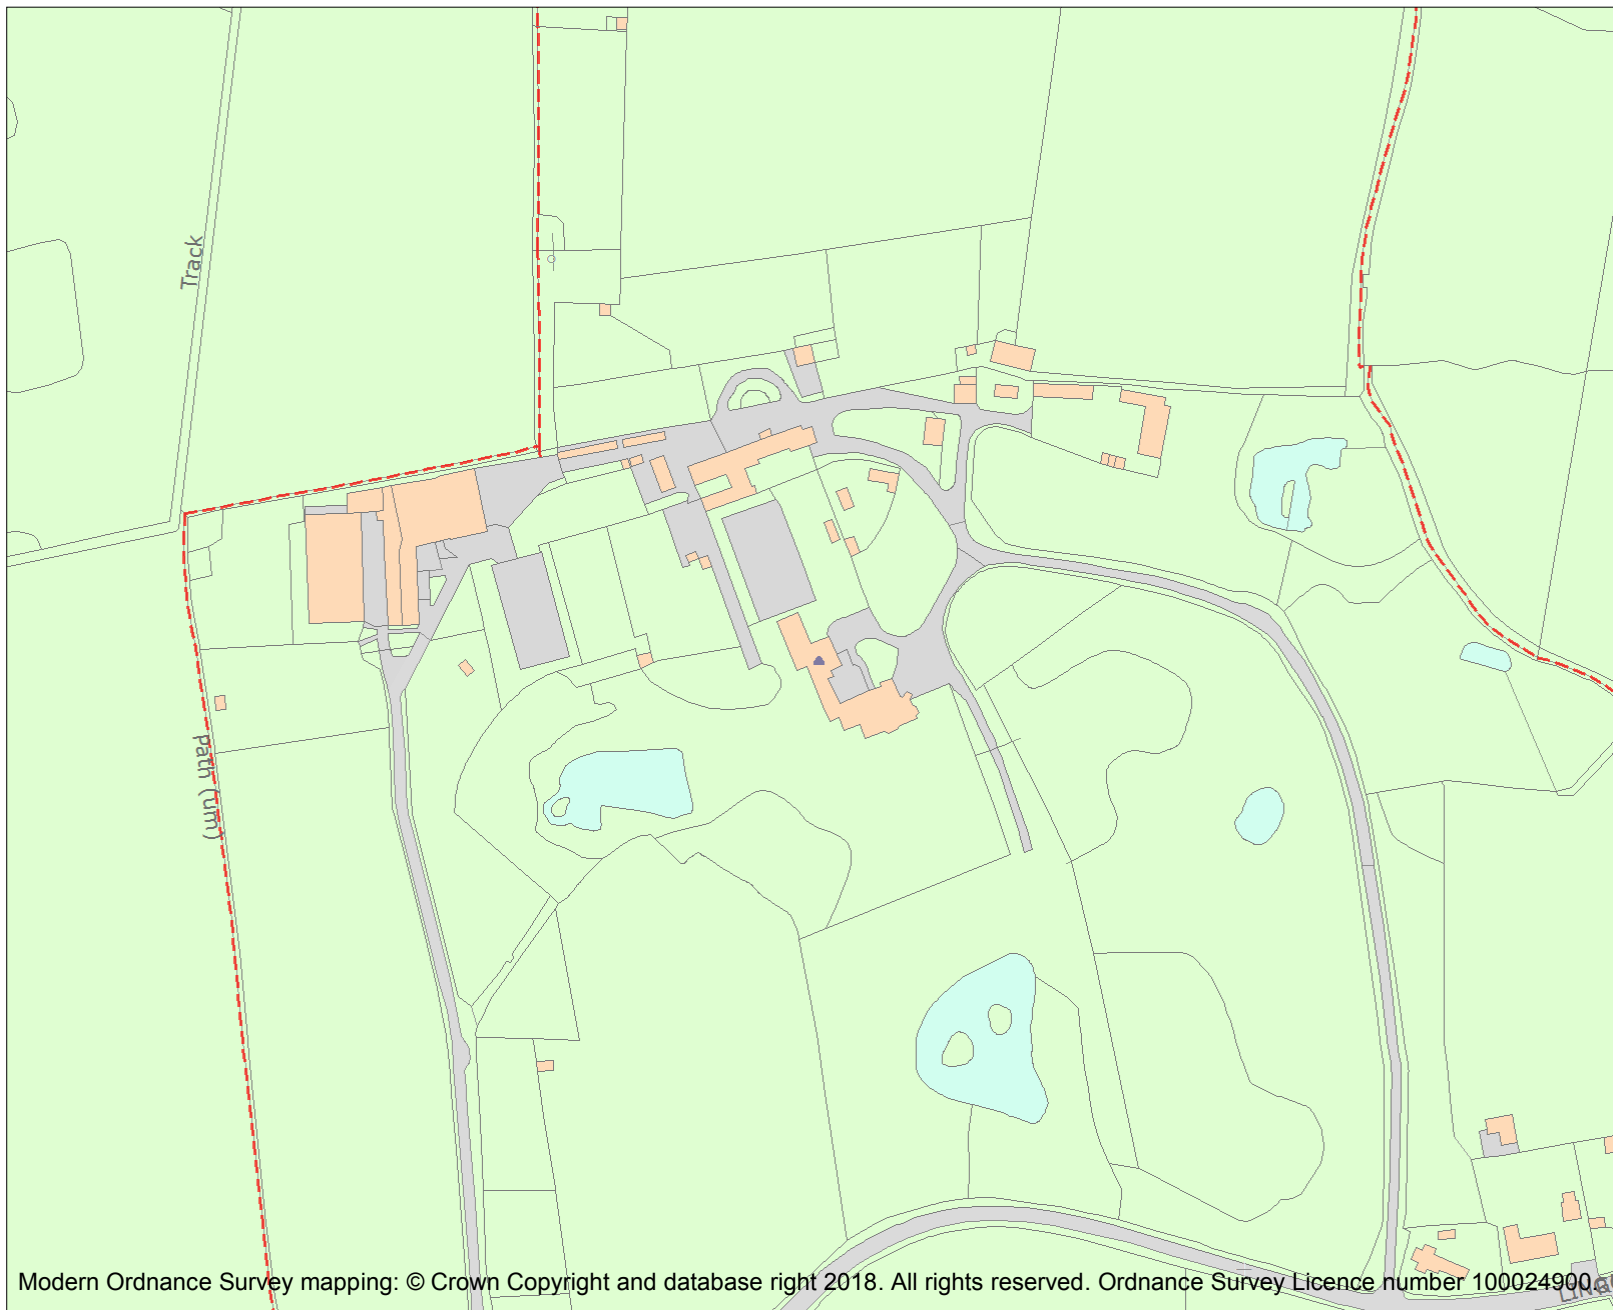 Track
path (um)
Modern Ordnance Survey mapping: © Crown Copyright and database right 2018. All rights reserved. Ordnance Survey Licence number 100024900.